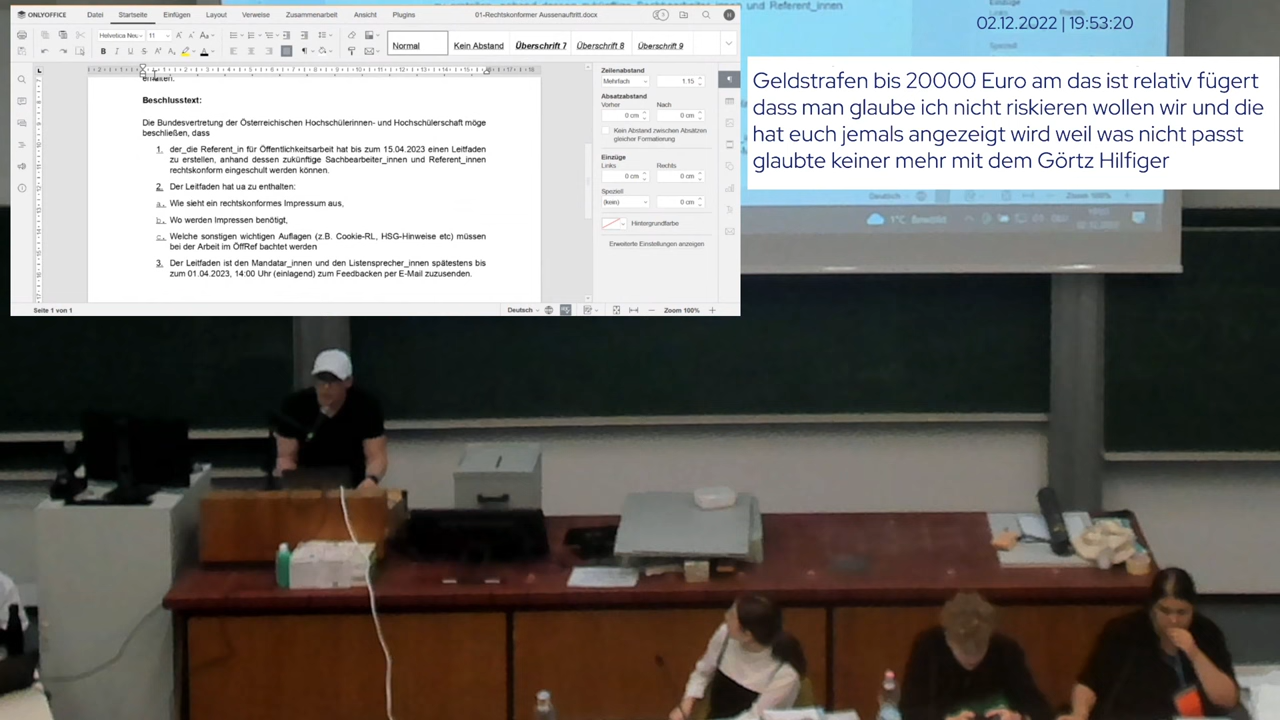 ONLYOFFICE
01-Rechtskonformer Aussenauftritt.docx
Datei Startseite Einfügen Layout Verweise Zusammenarbeit Ansicht Plugins
Helvetica Neu 11
Normal Kein Abstand Überschrift 7 Überschrift 8 Überschrift 9
Beschlusstext:
Die Bundesvertretung der Österreichischen Hochschülerinnen- und Hochschülerschaft möge
beschließen, dass
1. der_die Referent_in für Öffentlichkeitsarbeit hat bis zum 15.04.2023 einen Leitfaden
zu erstellen, anhand dessen zukünftige Sachbearbeiter_innen und Referent_innen
rechtskonform eingeschult werden können.
2. Der Leitfaden hat ua zu enthalten:
a. Wie sieht ein rechtskonformes Impressum aus,
b. Wo werden Impressen benötigt,
c. Welche sonstigen wichtigen Auflagen (z.B. Cookie-RL, HSG-Hinweise etc) müssen
bei der Arbeit im ÖffRef bachtet werden
3. Der Leitfaden ist den Mandatar_innen und den Listensprecher_innen spätestens bis
zum 01.04.2023, 14:00 Uhr (einlagend) zum Feedbacken per E-Mail zuzusenden.
Zeilenabstand
Mehrfach 1.15
Absatzabstand
Vorher Nach
0 cm 0 cm
Kein Abstand zwischen Absätzen
gleicher Formatierung
Einzüge
Links Rechts
0 cm 0 cm
Speziell
(kein) 0 cm
Hintergrundfarbe
Erweiterte Einstellungen anzeigen
Seite 1 von 1 Deutsch Zoom 100%
02.12.2022 | 19:53:20
Geldstrafen bis 20000 Euro um das ist relativ fügert
dass man glaube ich nicht riskieren wollen wir und die
hat euch jemals angezeigt wird wenn was nicht passt
glaubte keiner mehr mit dem Görtz Hilfiger
Deutsch Zoom 100%
1°C